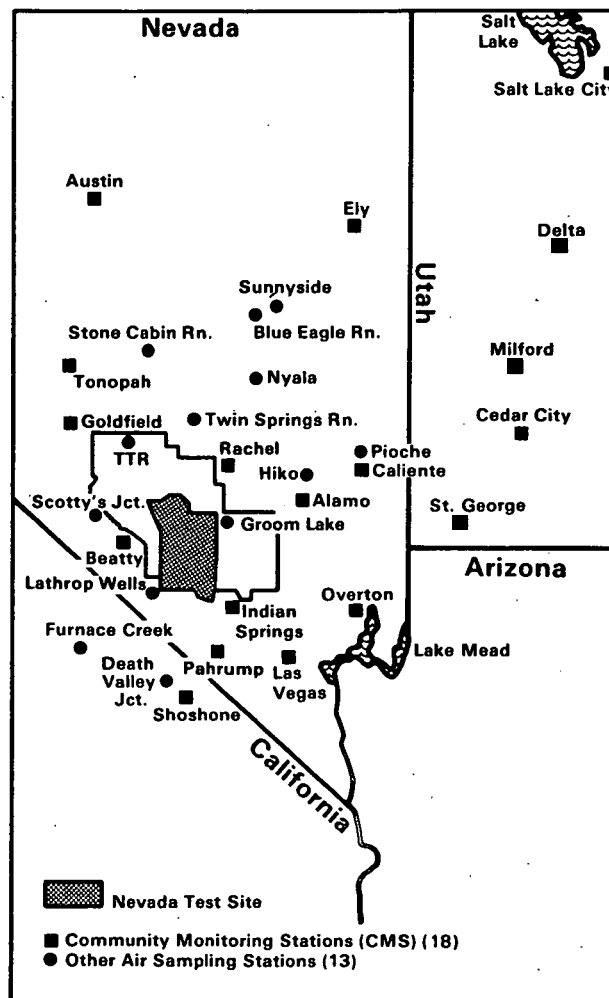 Nevada
Salt
Lake
Salt Lake City
Austin
Ely
Delta
Utah
Sunnyside
Stone Cabin Rn.
Blue Eagle Rn.
Milford
Tonopah
Nyala
Goldfield
Twin Springs Rn.
Cedar City
TTR
Rachel
Pioche
Hiko
Caliente
Scotty's Jct.
Alamo
St. George
Groom Lake
Beatty
Arizona
Lathrop Wells
Overton
Indian
Springs
Furnace Creek
Lake Mead
Pahrump
Death
Valley
Jct.
Las
Vegas
Shoshone
California
Nevada Test Site
Community Monitoring Stations (CMS) (18)
Other Air Sampling Stations (13)